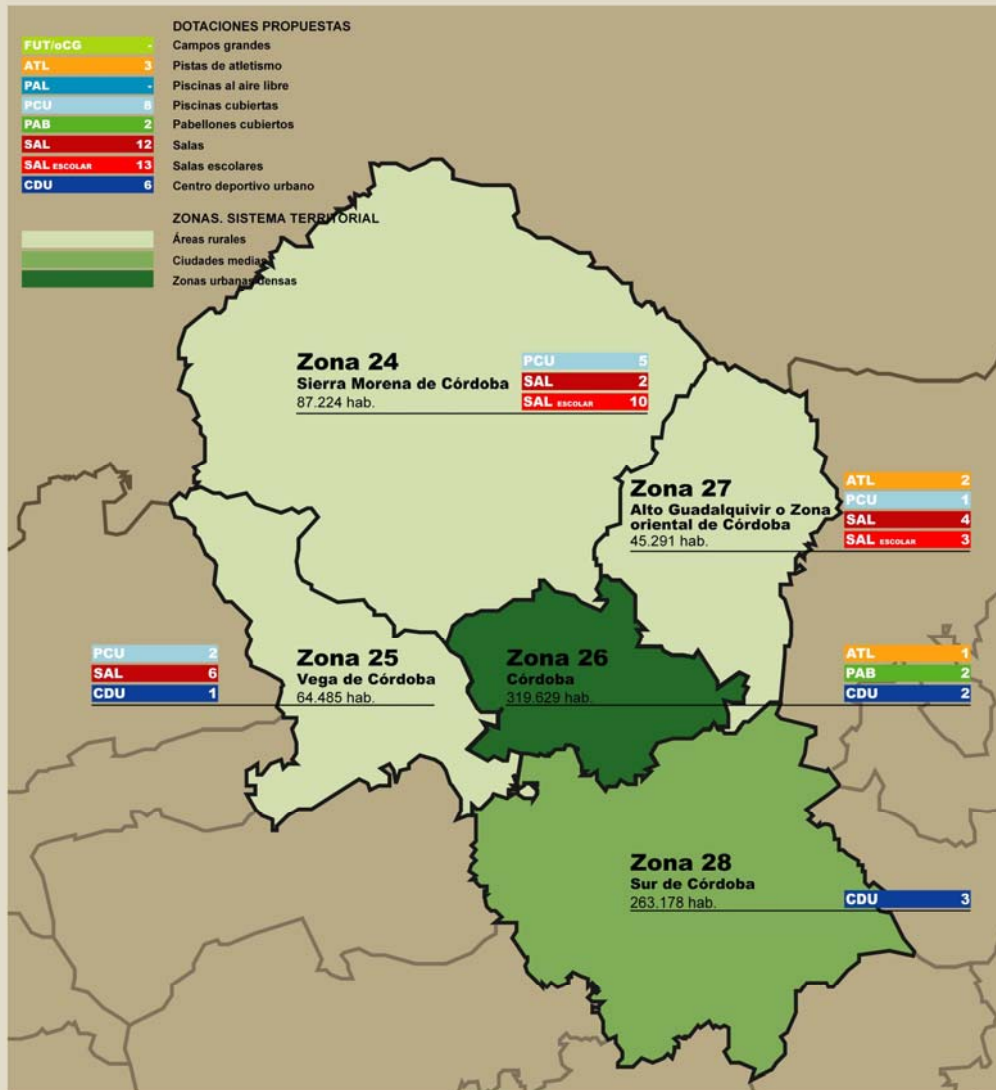 DOTACIONES PROPUESTAS
FUT/oCG - Campos grandes
ATL 3 Pistas de atletismo
PAL - Piscinas al aire libre
PCU 8 Piscinas cubiertas
PAB 2 Pabellones cubiertos
SAL 12 Salas
SAL ESCOLAR 13 Salas escolares
CDU 6 Centro deportivo urbano
ZONAS. SISTEMA TERRITORIAL
Áreas rurales
Ciudades medias
Zonas urbanas densas
Zona 24
Sierra Morena de Córdoba
87.224 hab.
PCU 5
SAL 2
SAL ESCOLAR 10
Zona 27
Alto Guadalquivir o Zona
oriental de Córdoba
45.291 hab.
ATL 2
PCU 1
SAL 4
SAL ESCOLAR 3
PCU 2
SAL 6
CDU 1
Zona 25
Vega de Córdoba
64.485 hab.
Zona 26
Córdoba
319.629 hab.
ATL 1
PAB 2
CDU 2
Zona 28
Sur de Córdoba
263.178 hab.
CDU 3